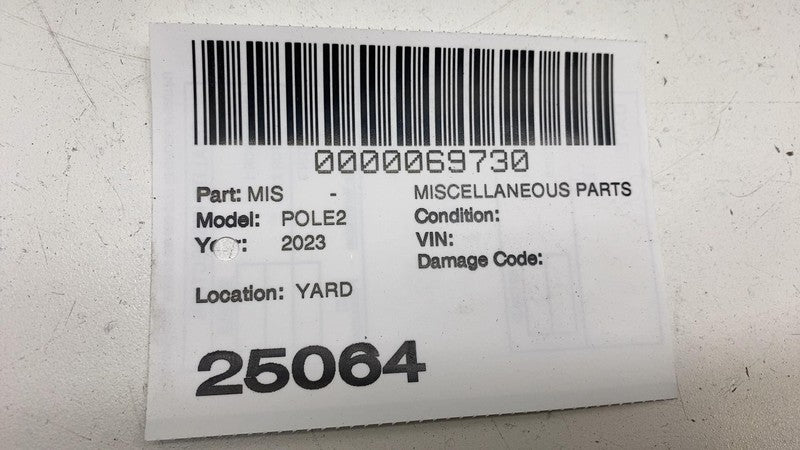 0000069730
Part: MIS - MISCELLANEOUS PARTS
Model: POLE2 Condition:
2023 VIN:
Damage Code:
Location: YARD
25064